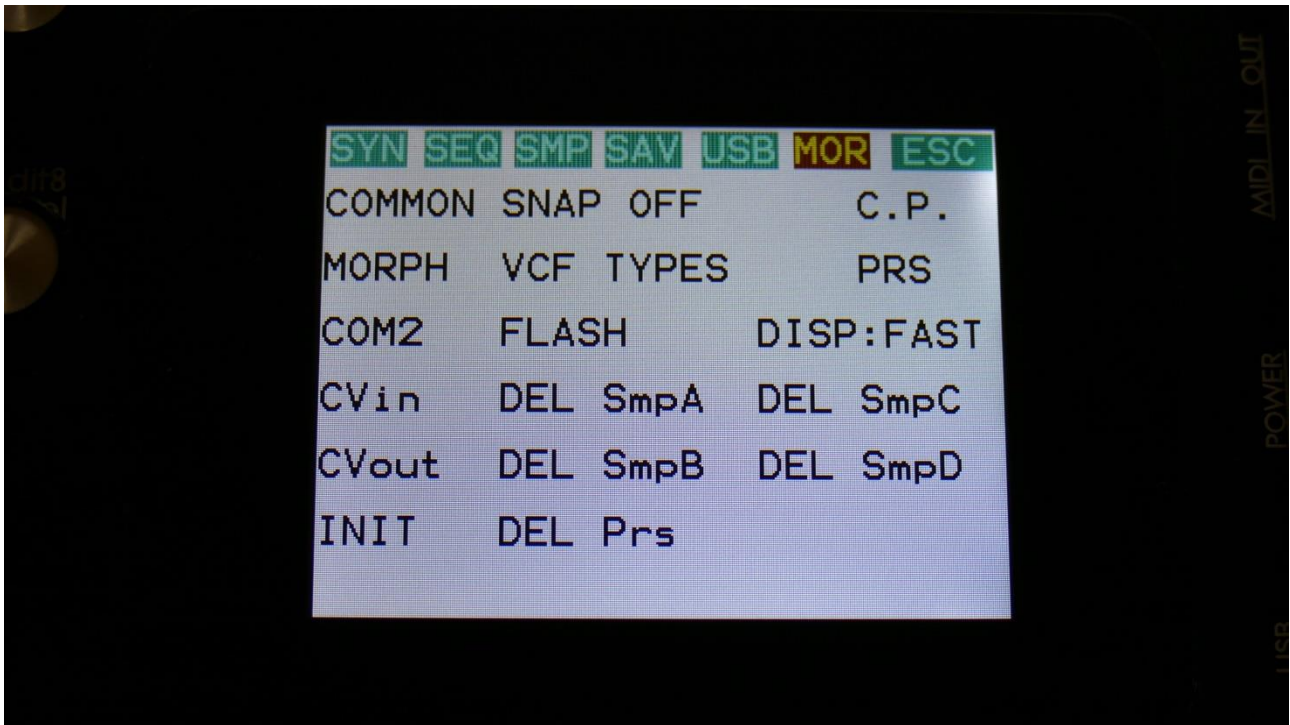 SYN SEQ SMP SAV USB MOR ESC
COMMON SNAP OFF C.P.
MORPH VCF TYPES PRS
COM2 FLASH DISP:FAST
CVin DEL SmpA DEL SmpC
CVout DEL SmpB DEL SmpD
INIT DEL Prs
MIDI IN OUT
POWER
USB